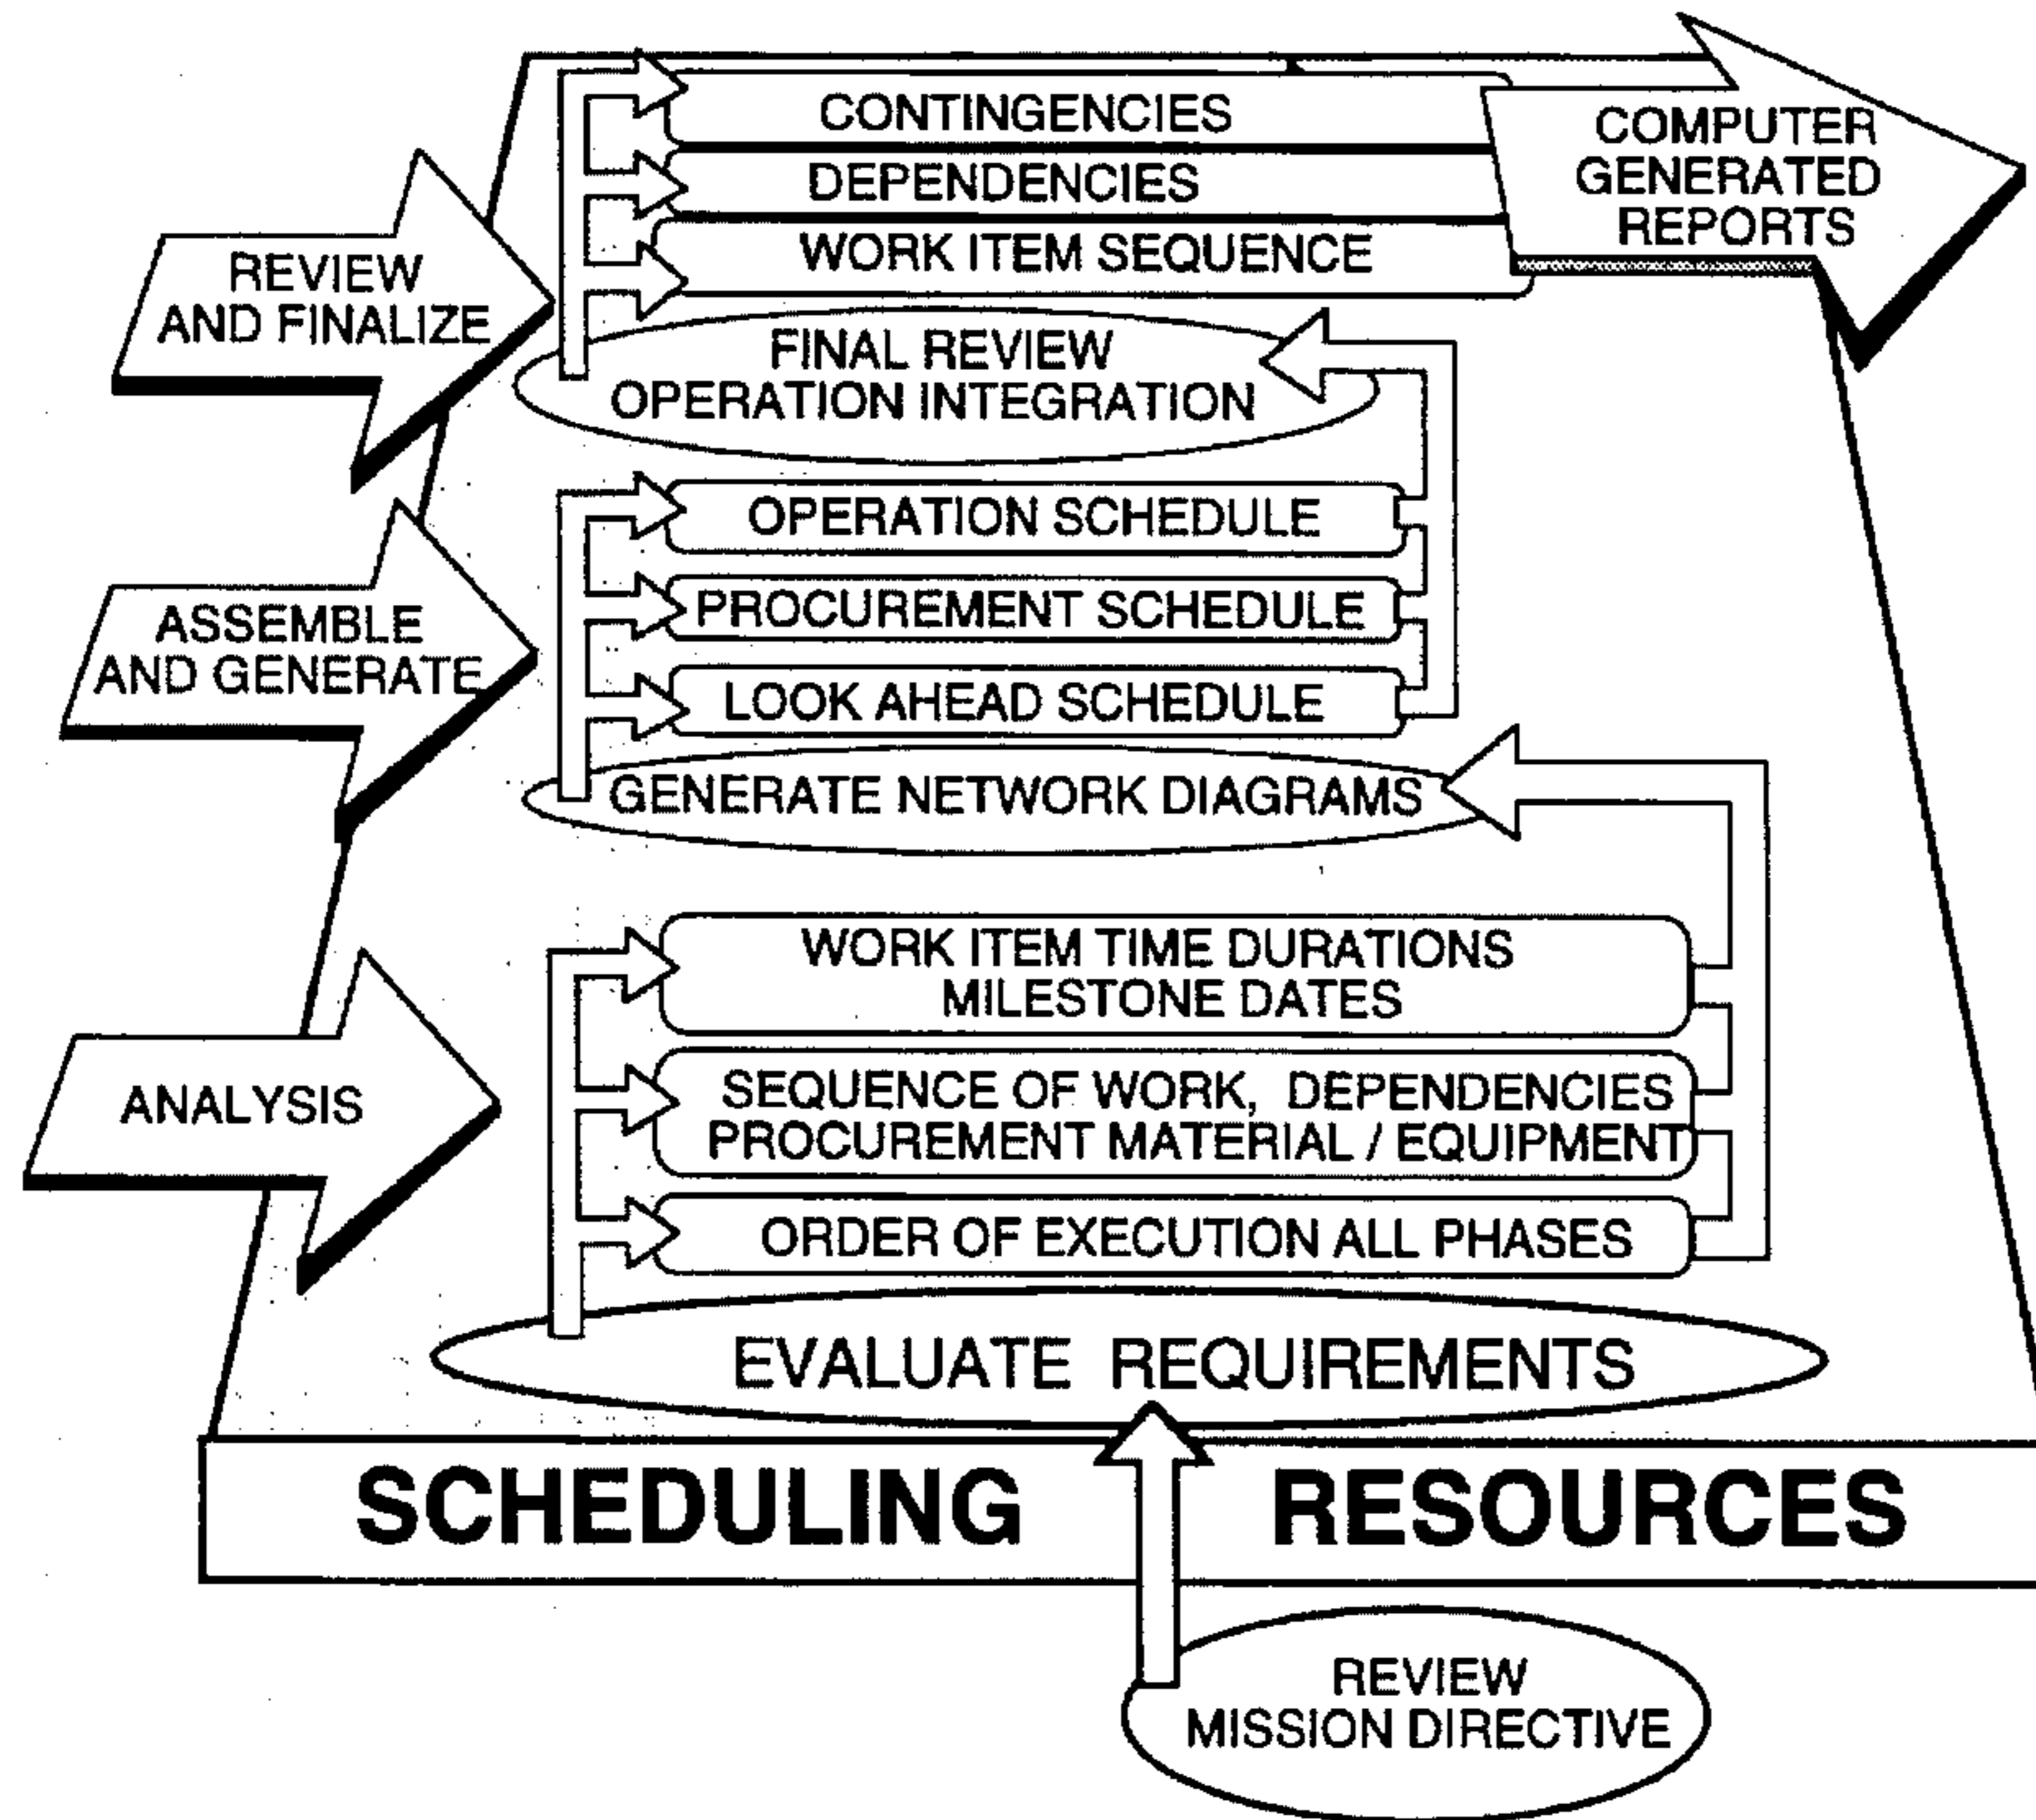 CONTINGENCIES
DEPENDENCIES
WORK ITEM SEQUENCE
COMPUTER
GENERATED
REPORTS
REVIEW
AND FINALIZE
FINAL REVIEW
OPERATION INTEGRATION
OPERATION SCHEDULE
PROCUREMENT SCHEDULE
LOOK AHEAD SCHEDULE
ASSEMBLE
AND GENERATE
GENERATE NETWORK DIAGRAMS
WORK ITEM TIME DURATIONS
MILESTONE DATES
SEQUENCE OF WORK, DEPENDENCIES
PROCUREMENT MATERIAL / EQUIPMENT
ORDER OF EXECUTION ALL PHASES
ANALYSIS
EVALUATE REQUIREMENTS
SCHEDULING RESOURCES
REVIEW
MISSION DIRECTIVE